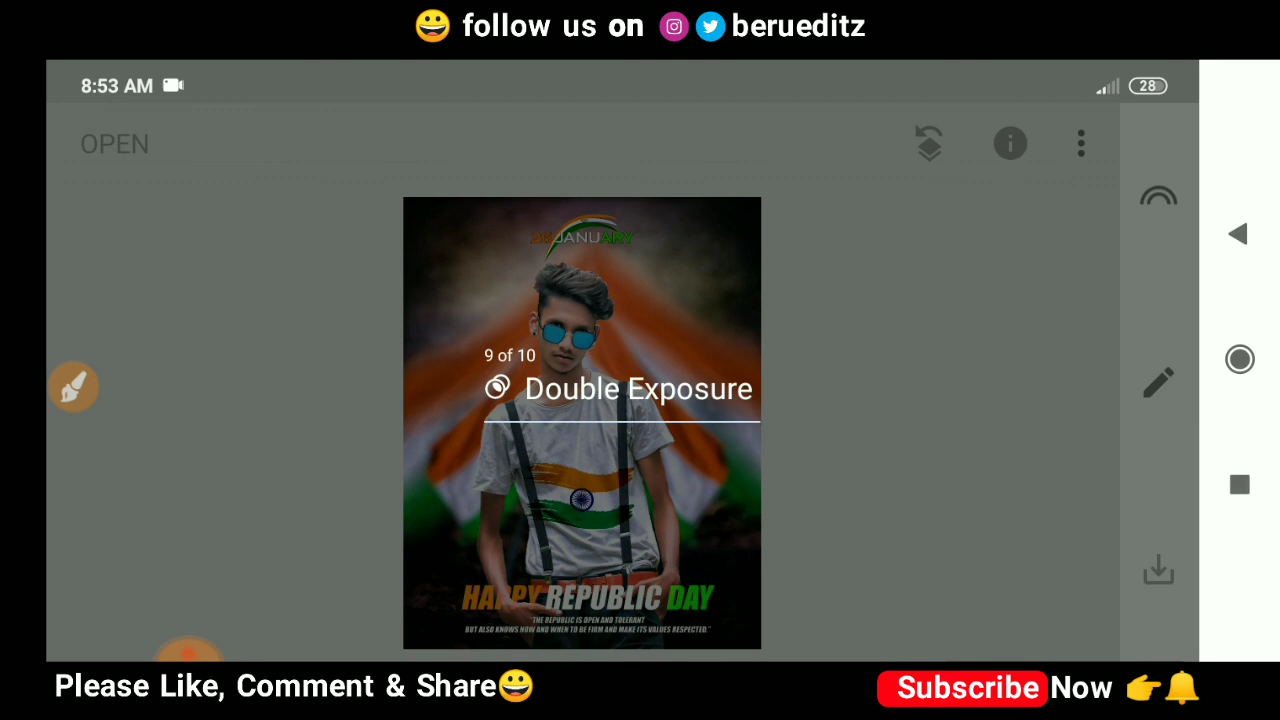 😀 follow us on berueditz
8:53 AM
28
OPEN
26 JANUARY
9 of 10
Double Exposure
HAPPY REPUBLIC DAY
"THE REPUBLIC IS OPEN AND TOLERANT
BUT ALSO KNOWS HOW AND WHEN TO BE FIRM AND MAKE ITS VALUES RESPECTED."
Please Like, Comment & Share😀
Subscribe Now 👉🔔